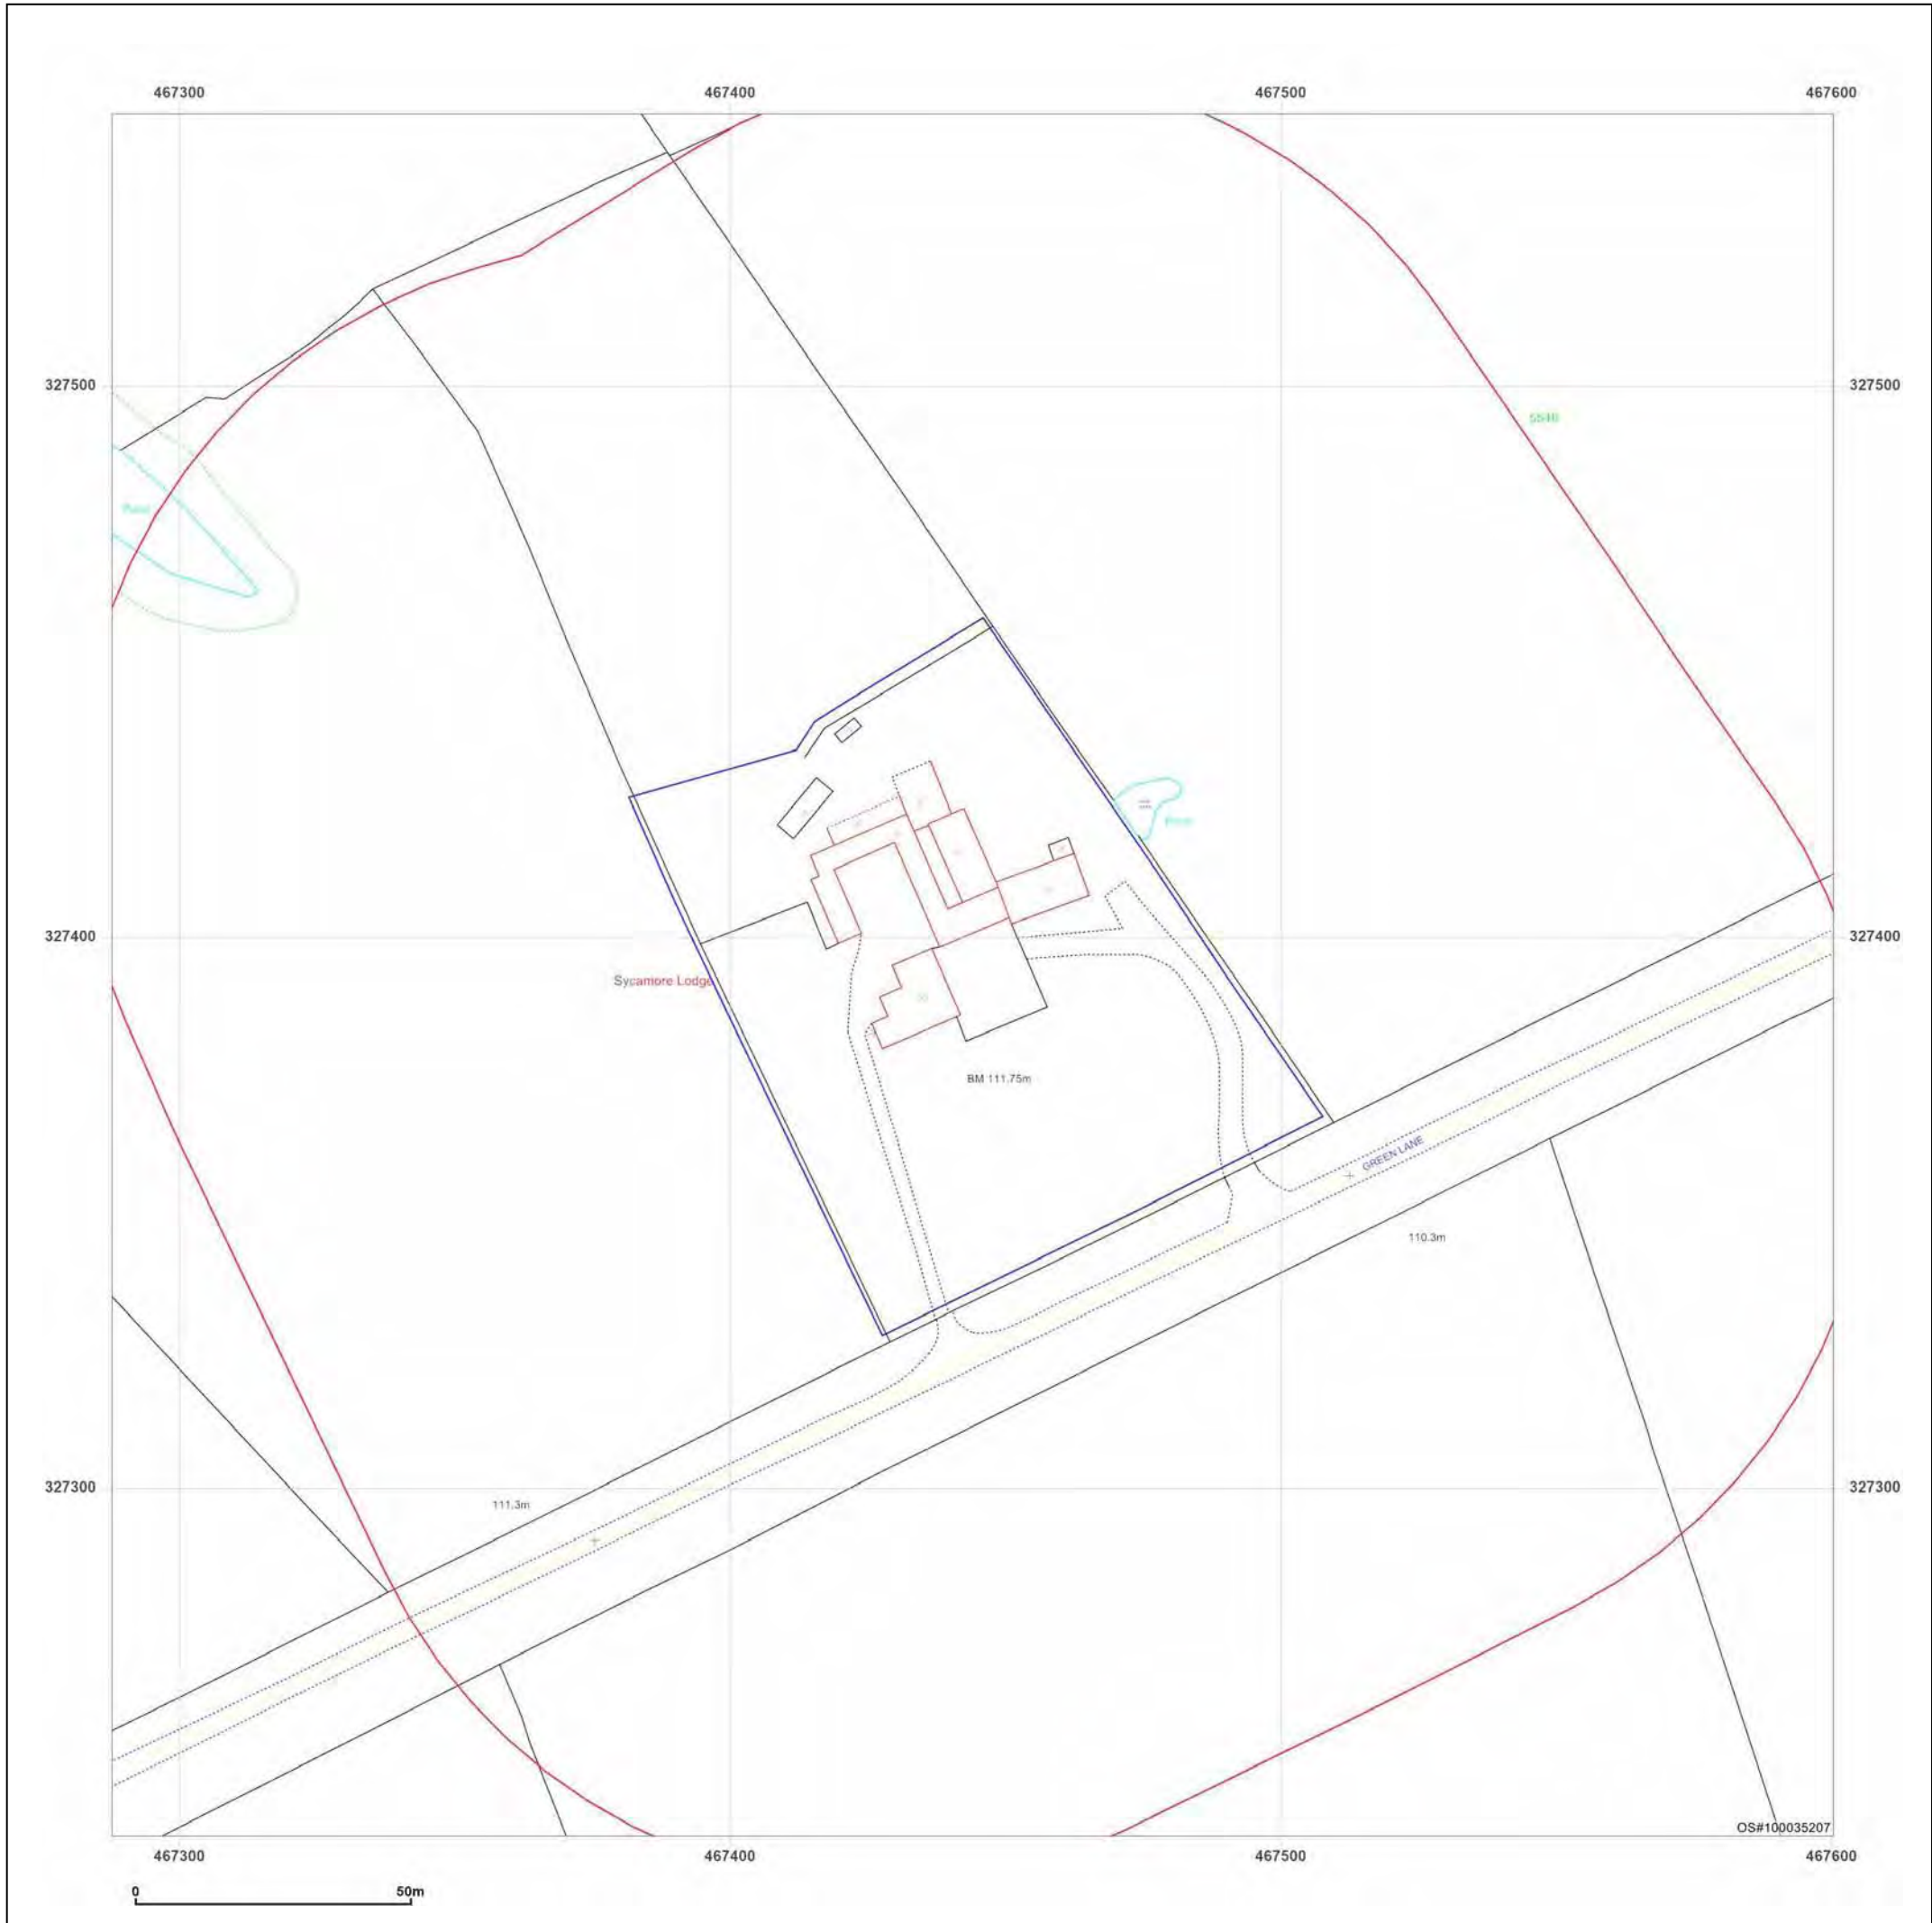 467300 467400 467500 467600
327500 327500
Pond
Pond
327400 327400
Sycamore Lodge
BM 111.75m
GREEN LANE
110.3m
327300 327300
111.3m
OS#100035207
467300 467400 467500 467600
0 50m